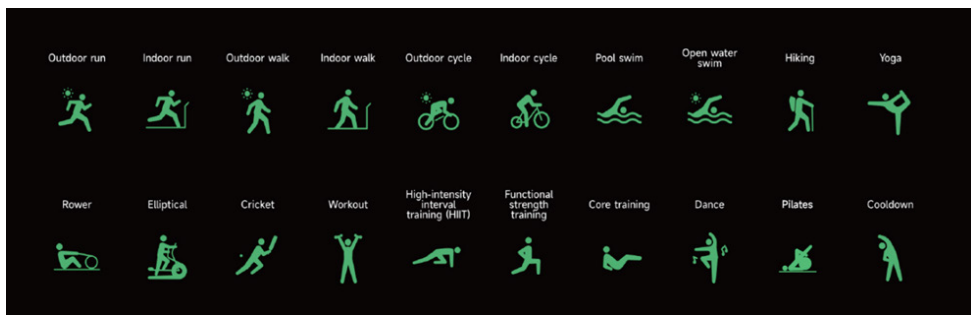 Outdoor run
Indoor run
Outdoor walk
Indoor walk
Outdoor cycle
Indoor cycle
Pool swim
Open water
swim
Hiking
Yoga
Rower
Elliptical
Cricket
Workout
High-intensity
interval
training (HIIT)
Functional
strength
training
Core training
Dance
Pilates
Cooldown